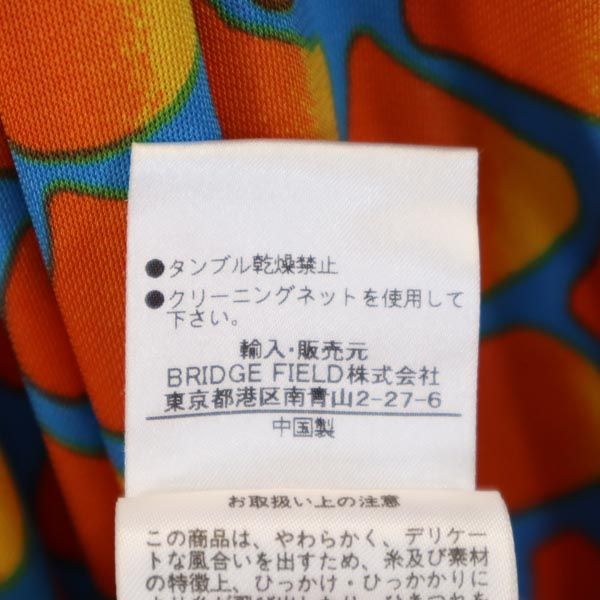 ●タンブル乾燥禁止
●クリーニングネットを使用して
下さい。
輸入・販売元
BRIDGE FIELD株式会社
東京都港区南青山2-27-6
中国製
お取扱い上の注意
この商品は、やわらかく、デリケー
トな風合いを出すため、糸及び素材
の特徴上、ひっかけ・ひっかかりに